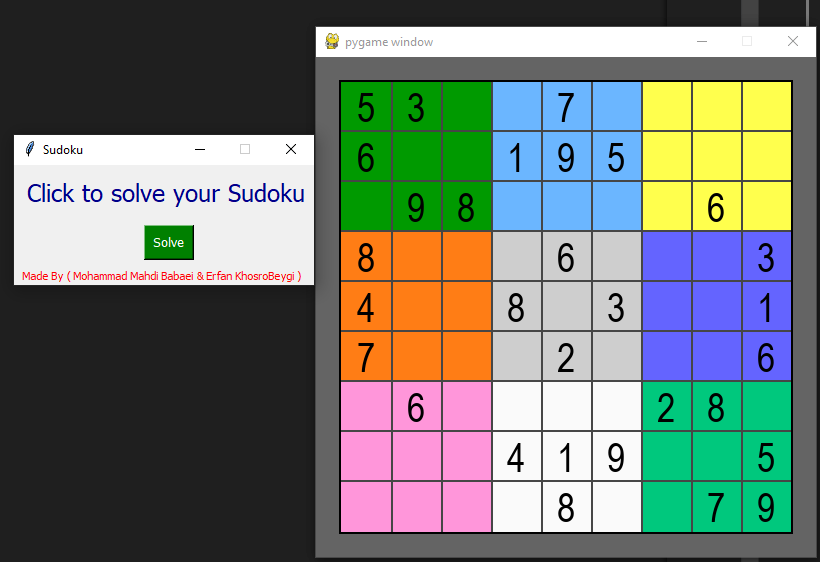 pygame window
5 3 7
6 1 9 5
9 8 6
8 6 3
4 8 3 1
7 2 6
6 2 8
4 1 9 5
8 7 9
Sudoku
Click to solve your Sudoku
Solve
Made By ( Mohammad Mahdi Babaei & Erfan KhosroBeygi )